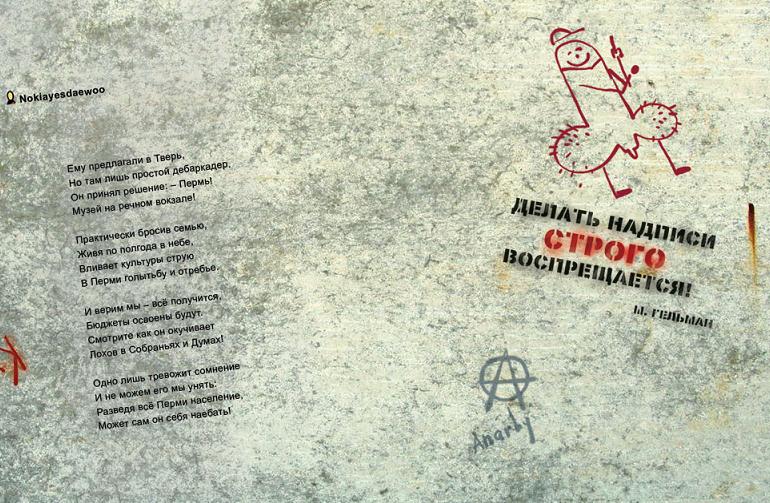 Nokiayesdaewoo
Ему предлагали в Тверь,
Но там лишь простой дебаркадер,
Он принял решение: – Пермь!
Музей на речном вокзале!
Практически бросив семью,
Живя по полгода в небе,
Вливает культуры струю
В Перми голытьбу и отребье.
И верим мы – всё получится,
Бюджеты освоены будут.
Смотрите как он окучивает
Лохов в Собраньях и Думах!
Одно лишь тревожит сомнение
И не можем его мы унять:
Разведя всё Перми население,
Может сам он себя наебать!
ДЕЛАТЬ НАДПИСИ
СТРОГО
ВОСПРЕЩАЕТСЯ!
М. ГЕЛЬМАН
A
Anarhy